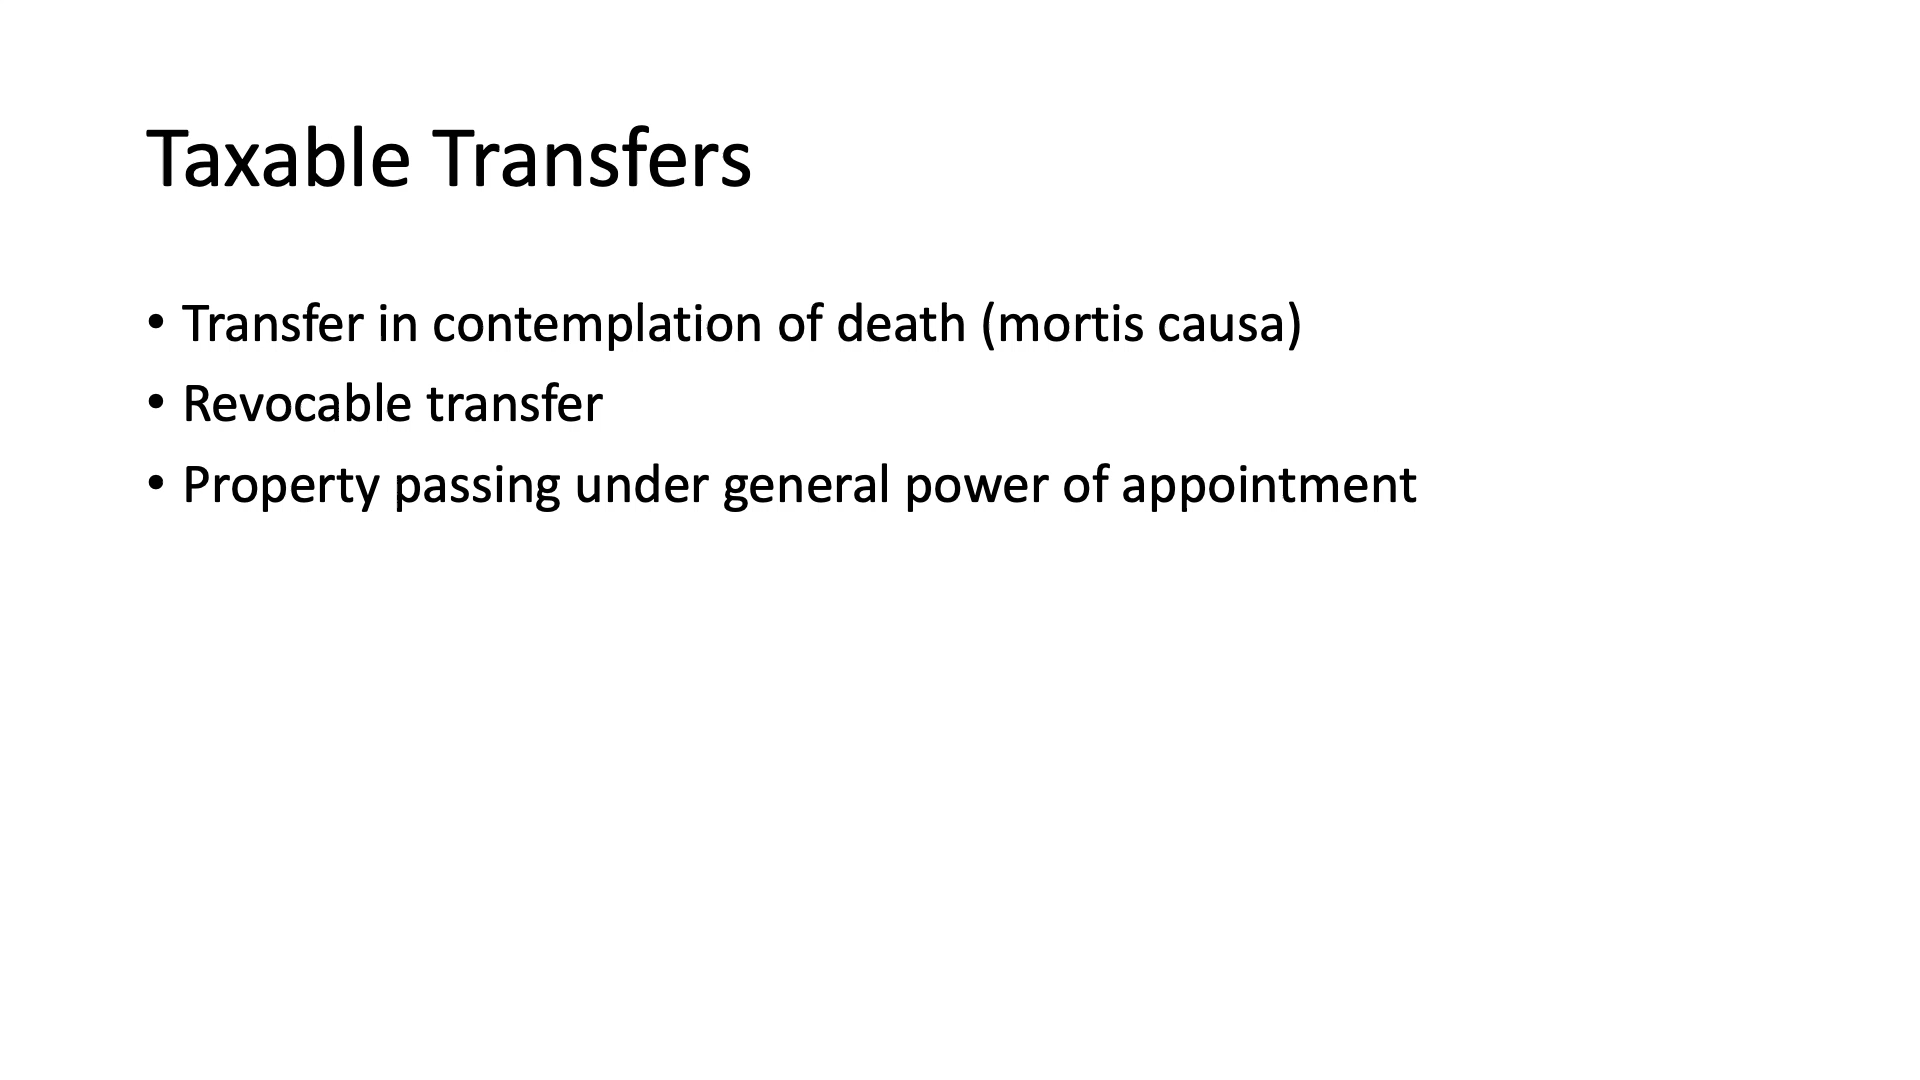 Taxable Transfers
• Transfer in contemplation of death (mortis causa)
• Revocable transfer
• Property passing under general power of appointment